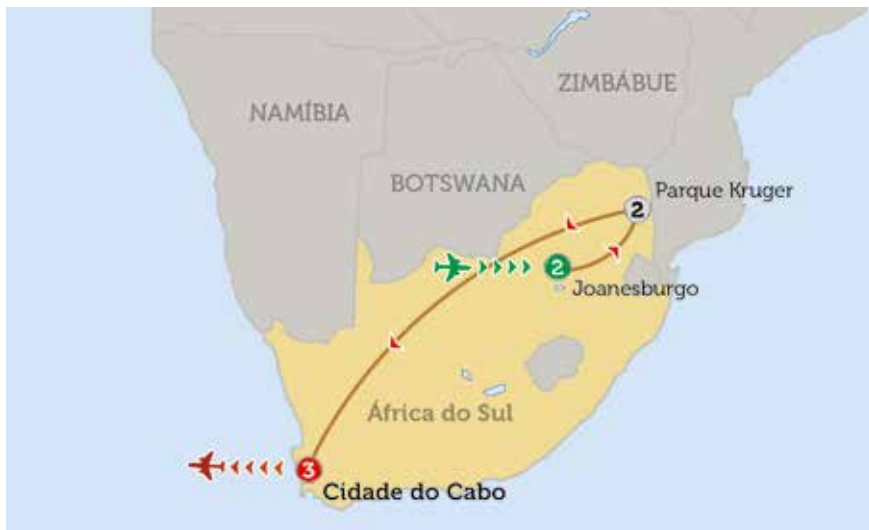 ZIMBÁBUE
NAMÍBIA
BOTSWANA
Parque Kruger
2
2
Joanesburgo
África do Sul
3
Cidade do Cabo